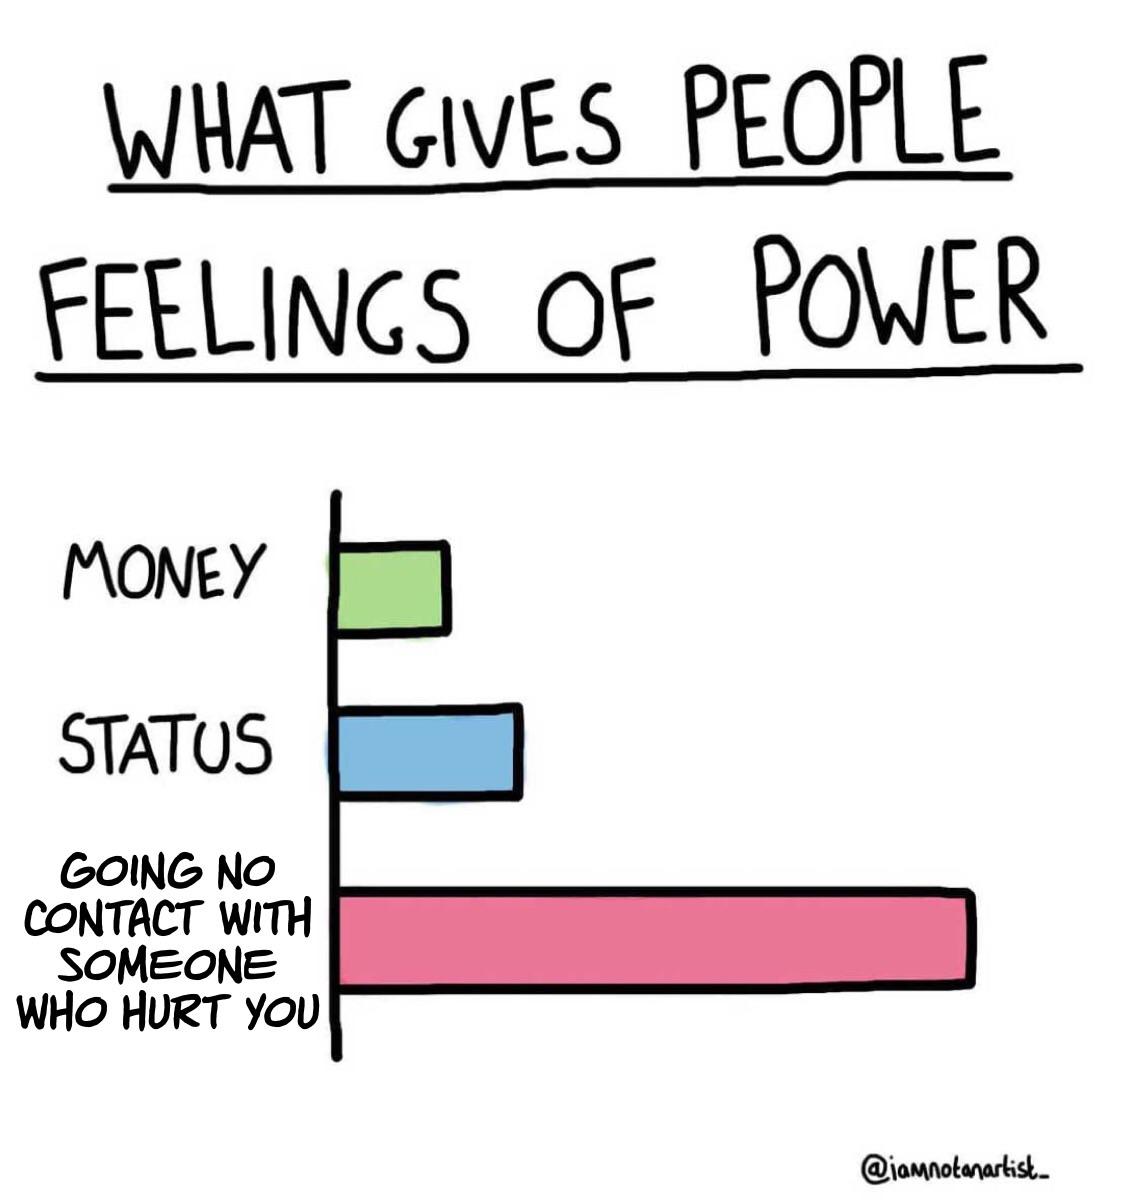 WHAT GIVES PEOPLE
FEELINGS OF POWER
MONEY
STATUS
GOING NO
CONTACT WITH
SOMEONE
WHO HURT YOU
@iamnotanartist_